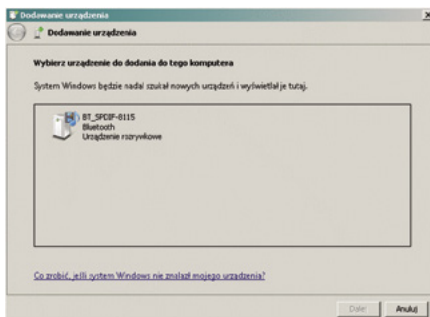 Dodawanie urządzenia
Dodawanie urządzenia
Wybierz urządzenie do dodania do tego komputera
System Windows będzie nadal szukał nowych urządzeń i wyświetlał je tutaj.
BT_SPDIF-8115
Bluetooth
Urządzenie rozrywkowe
Co zrobić, jeśli system Windows nie znalazł mojego urządzenia?
Dalej
Anuluj